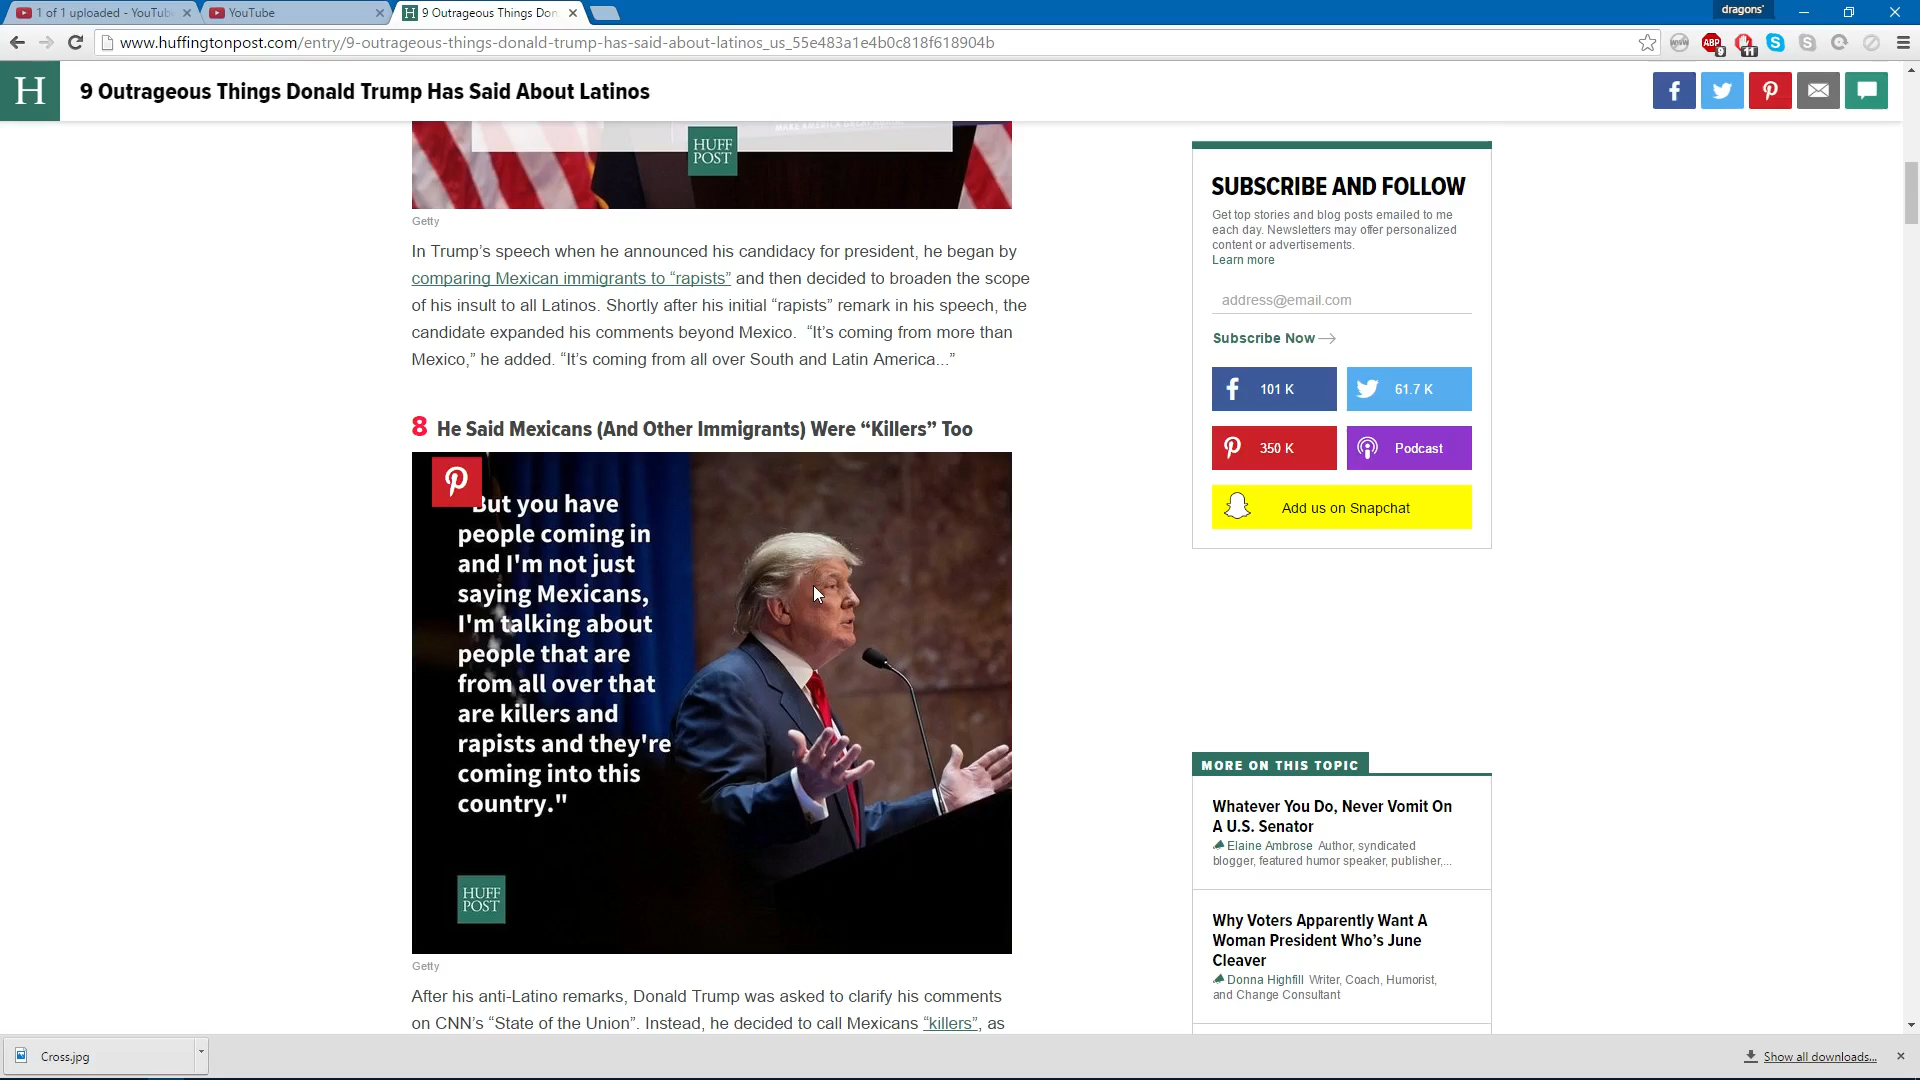 1 of 1 uploaded - YouTub
YouTube
9 Outrageous Things Don
dragons'
www.huffingtonpost.com/entry/9-outrageous-things-donald-trump-has-said-about-latinos_us_55e483a1e4b0c818f618904b
ABP
9
11
H
9 Outrageous Things Donald Trump Has Said About Latinos
HUFF
POST
Getty
In Trump’s speech when he announced his candidacy for president, he began by
comparing Mexican immigrants to “rapists” and then decided to broaden the scope
of his insult to all Latinos. Shortly after his initial “rapists” remark in his speech, the
candidate expanded his comments beyond Mexico.  “It’s coming from more than
Mexico,” he added. “It’s coming from all over South and Latin America...”
8 He Said Mexicans (And Other Immigrants) Were “Killers” Too
But you have
people coming in
and I'm not just
saying Mexicans,
I'm talking about
people that are
from all over that
are killers and
rapists and they're
coming into this
country."
HUFF
POST
Getty
After his anti-Latino remarks, Donald Trump was asked to clarify his comments
on CNN’s “State of the Union”. Instead, he decided to call Mexicans “killers”, as
SUBSCRIBE AND FOLLOW
Get top stories and blog posts emailed to me
each day. Newsletters may offer personalized
content or advertisements.
Learn more
address@email.com
Subscribe Now
101 K
61.7 K
350 K
Podcast
Add us on Snapchat
MORE ON THIS TOPIC
Whatever You Do, Never Vomit On
A U.S. Senator
Elaine Ambrose Author, syndicated
blogger, featured humor speaker, publisher,...
Why Voters Apparently Want A
Woman President Who’s June
Cleaver
Donna Highfill Writer, Coach, Humorist,
and Change Consultant
Cross.jpg
Show all downloads...